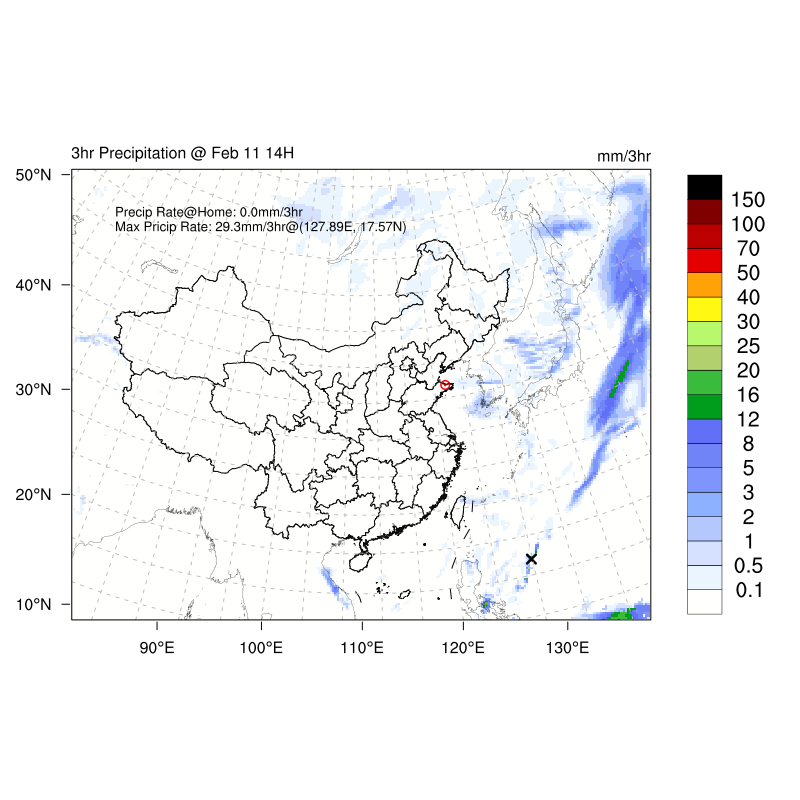 3hr Precipitation @ Feb 11 14H
mm/3hr
Precip Rate@Home: 0.0mm/3hr
Max Pricip Rate: 29.3mm/3hr@(127.89E, 17.57N)
50°N
40°N
30°N
20°N
10°N
90°E
100°E
110°E
120°E
130°E
150
100
70
50
40
30
25
20
16
12
8
5
3
2
1
0.5
0.1